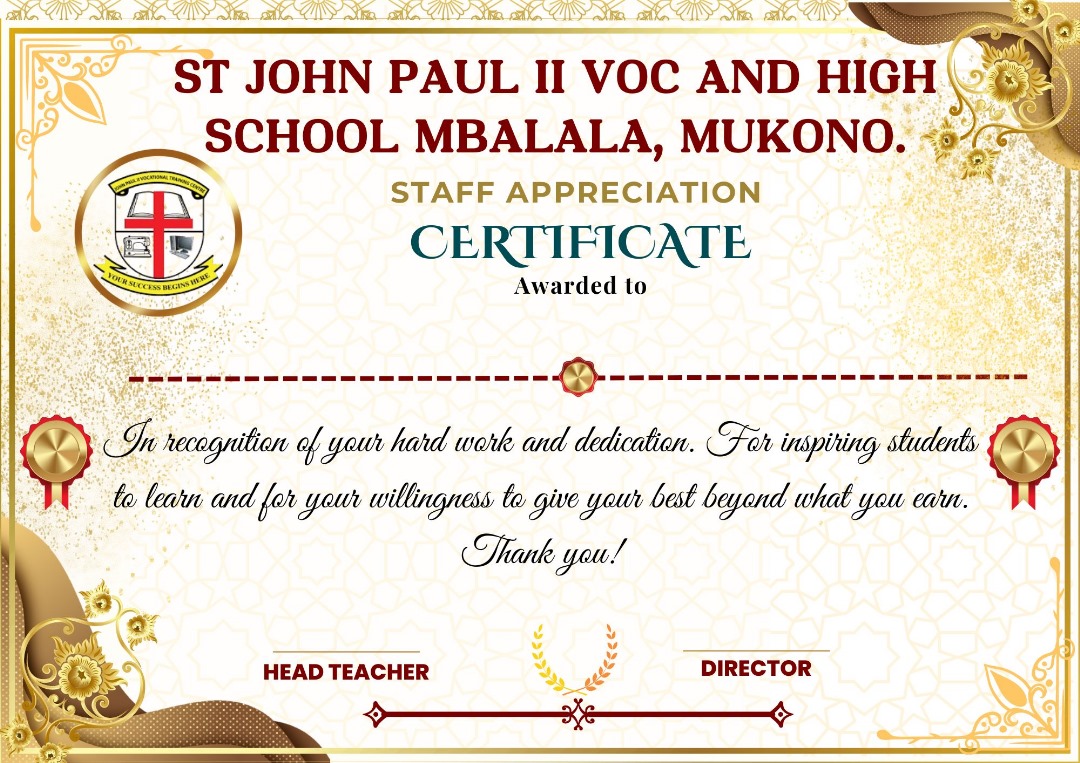 ST JOHN PAUL II VOC AND HIGH
SCHOOL MBALALA, MUKONO.
JOHN PAUL II VOCATIONAL TRAINING CENTRE
YOUR SUCCESS BEGINS HERE
STAFF APPRECIATION
CERTIFICATE
Awarded to
In recognition of your hard work and dedication. For inspiring students
to learn and for your willingness to give your best beyond what you earn.
Thank you!
HEAD TEACHER
DIRECTOR